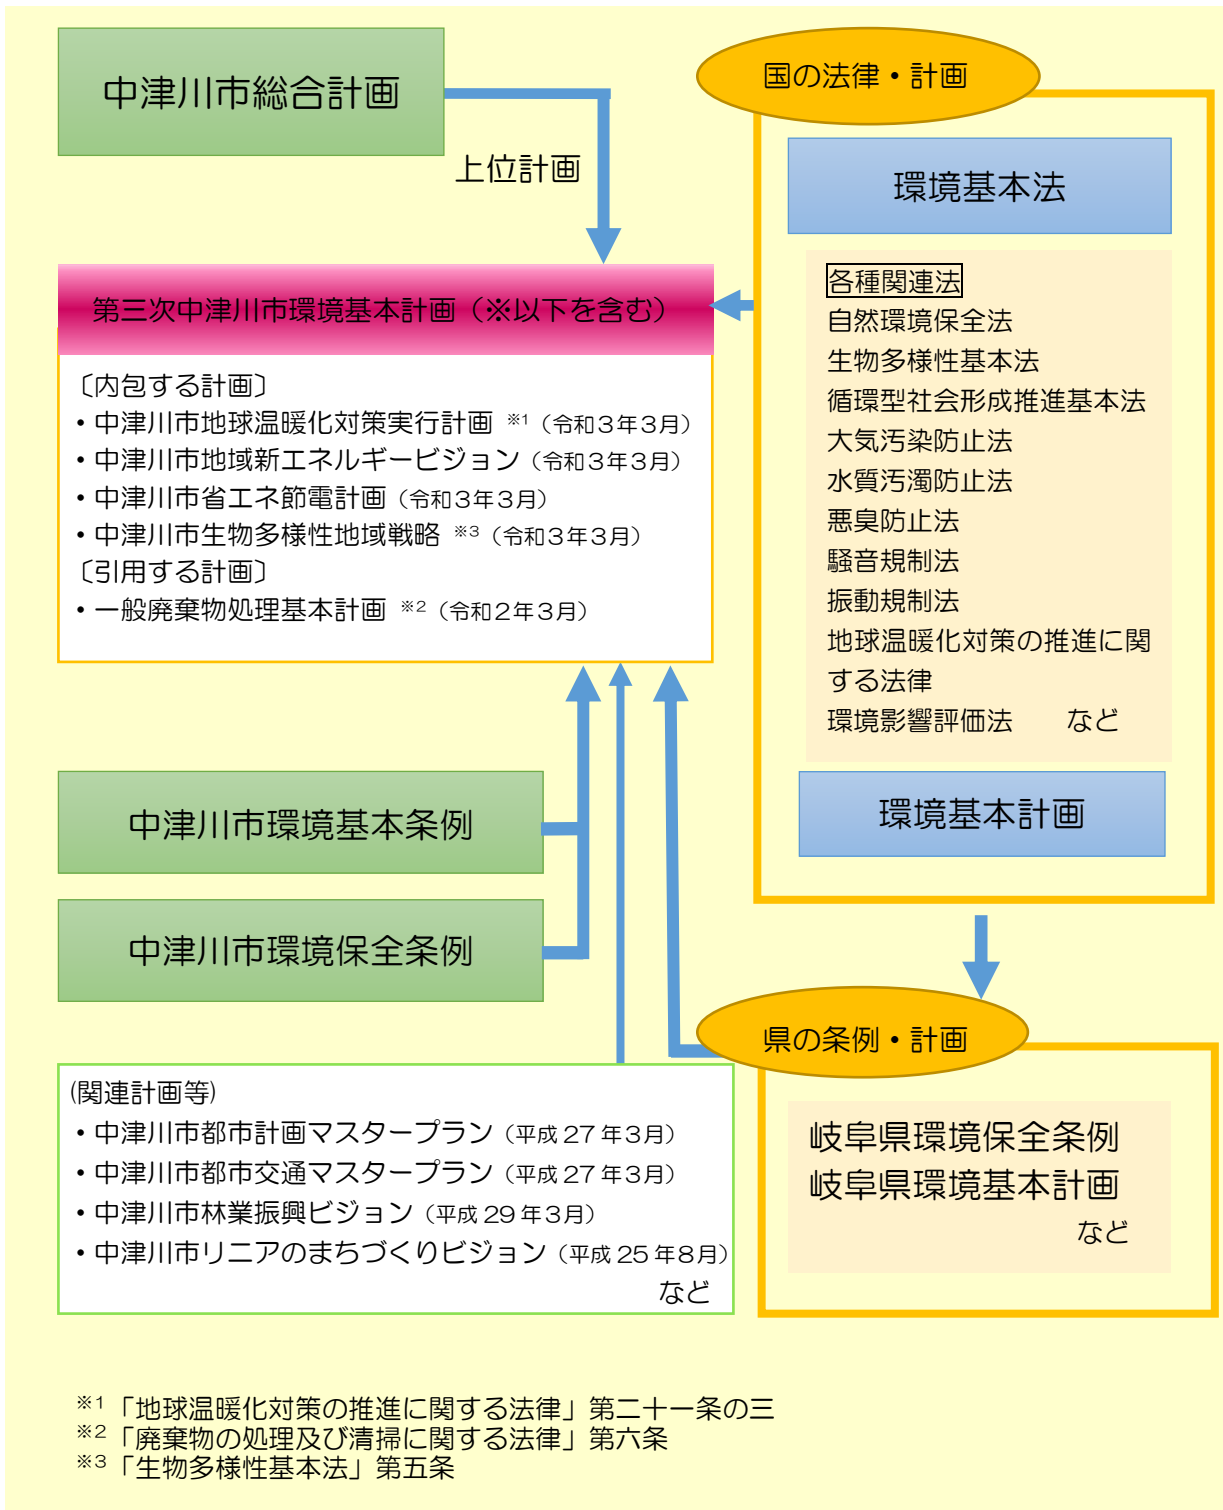 中津川市総合計画
上位計画
第三次中津川市環境基本計画（※以下を含む）
〔内包する計画〕
・中津川市地球温暖化対策実行計画 ※1（令和３年３月）
・中津川市地域新エネルギービジョン（令和３年３月）
・中津川市省エネ節電計画（令和３年３月）
・中津川市生物多様性地域戦略 ※3（令和３年３月）
〔引用する計画〕
・一般廃棄物処理基本計画 ※2（令和２年３月）
中津川市環境基本条例
中津川市環境保全条例
(関連計画等)
・中津川市都市計画マスタープラン（平成 27 年３月）
・中津川市都市交通マスタープラン（平成 27 年３月）
・中津川市林業振興ビジョン（平成 29 年３月）
・中津川市リニアのまちづくりビジョン（平成 25 年８月）
など
国の法律・計画
環境基本法
各種関連法
自然環境保全法
生物多様性基本法
循環型社会形成推進基本法
大気汚染防止法
水質汚濁防止法
悪臭防止法
騒音規制法
振動規制法
地球温暖化対策の推進に関
する法律
環境影響評価法　　など
環境基本計画
県の条例・計画
岐阜県環境保全条例
岐阜県環境基本計画
など
※1「地球温暖化対策の推進に関する法律」第二十一条の三
※2「廃棄物の処理及び清掃に関する法律」第六条
※3「生物多様性基本法」第五条